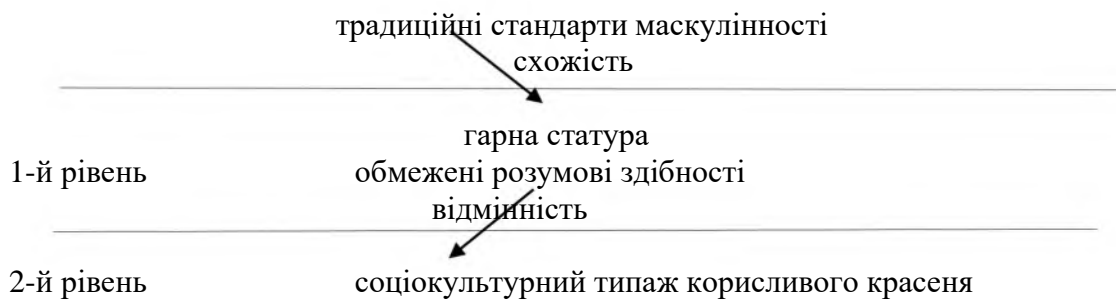 традиційні стандарти маскулінності
схожість
гарна статура
1-й рівень обмежені розумові здібності
відмінність
2-й рівень соціокультурний типаж корисливого красеня